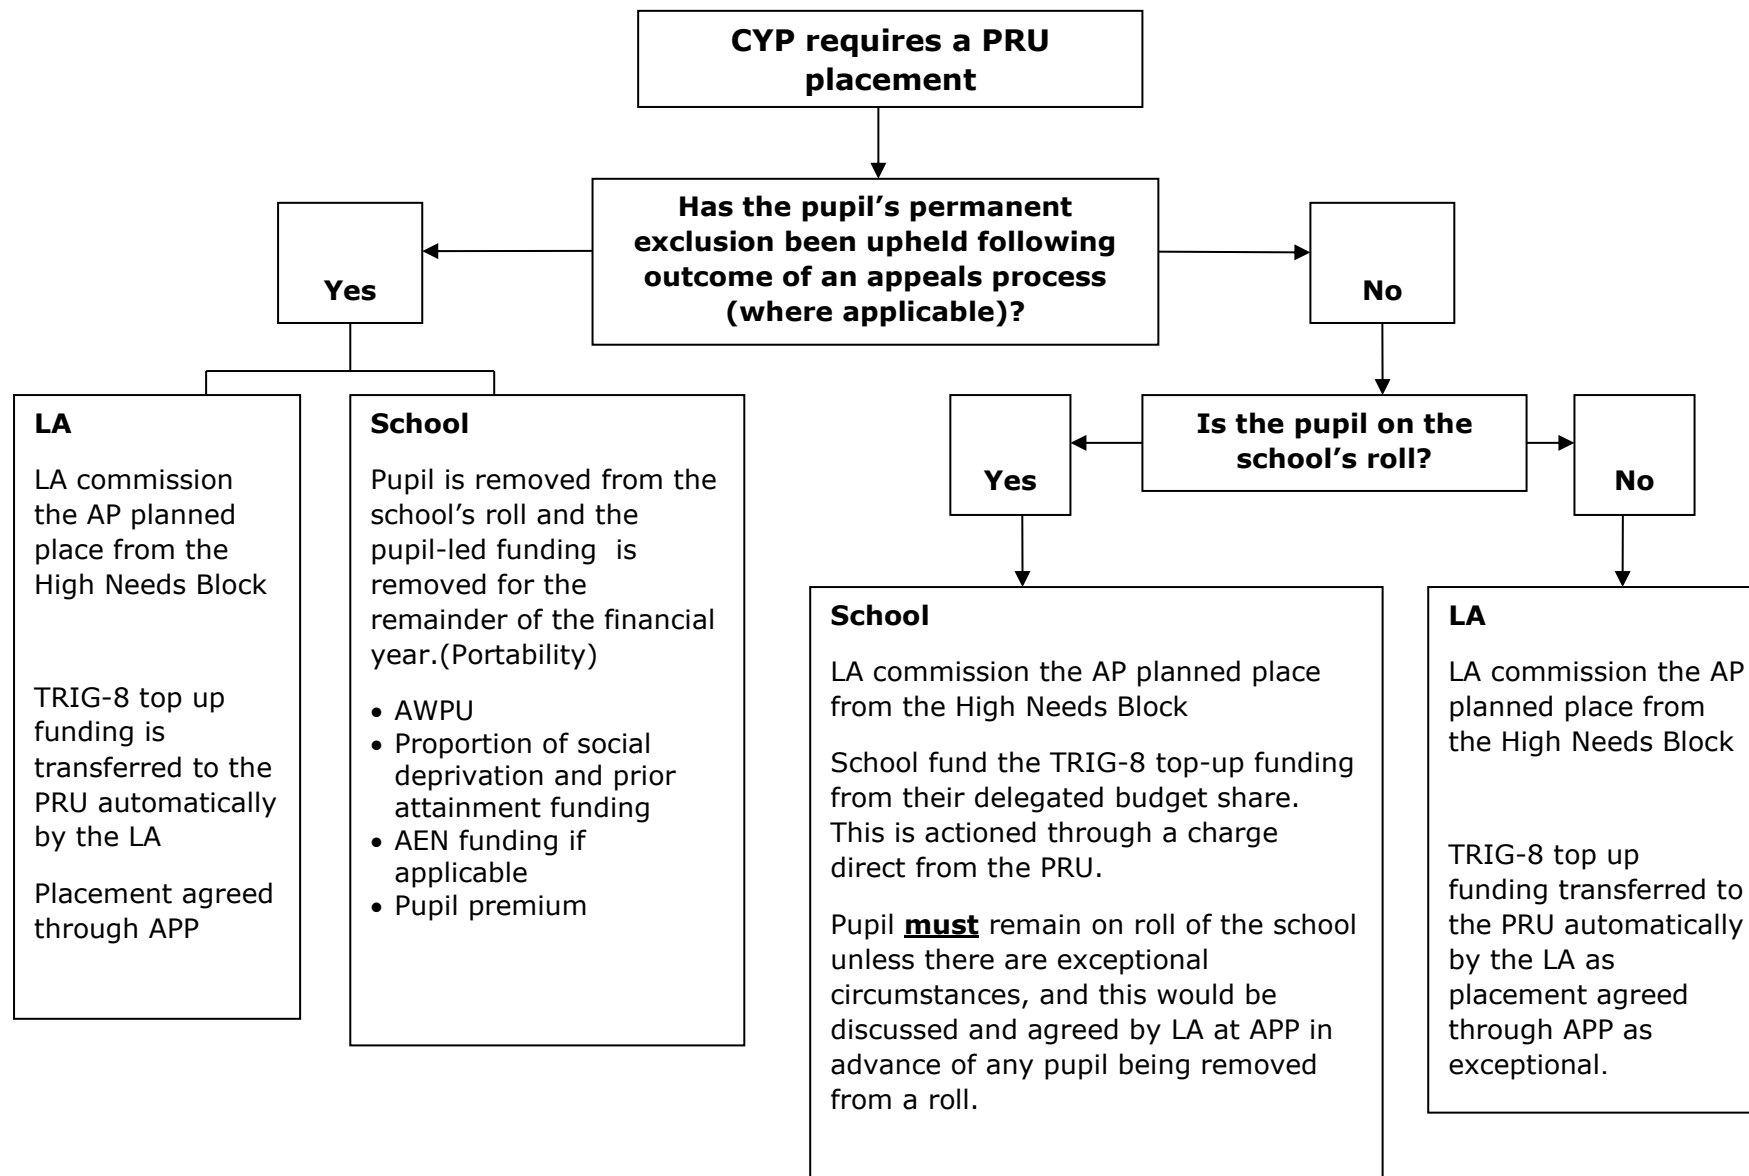 CYP requires a PRU
placement
Has the pupil’s permanent
exclusion been upheld following
outcome of an appeals process
(where applicable)?
Yes
No
LA
LA commission
the AP planned
place from the
High Needs Block
TRIG-8 top up
funding is
transferred to the
PRU automatically
by the LA
Placement agreed
through APP
School
Pupil is removed from the
school’s roll and the
pupil-led funding is
removed for the
remainder of the financial
year.(Portability)
• AWPU
• Proportion of social
deprivation and prior
attainment funding
• AEN funding if
applicable
• Pupil premium
Is the pupil on the
school’s roll?
Yes
No
School
LA commission the AP planned place
from the High Needs Block
School fund the TRIG-8 top-up funding
from their delegated budget share.
This is actioned through a charge
direct from the PRU.
Pupil must remain on roll of the school
unless there are exceptional
circumstances, and this would be
discussed and agreed by LA at APP in
advance of any pupil being removed
from a roll.
LA
LA commission the AP
planned place from
the High Needs Block
TRIG-8 top up
funding transferred to
the PRU automatically
by the LA as
placement agreed
through APP as
exceptional.